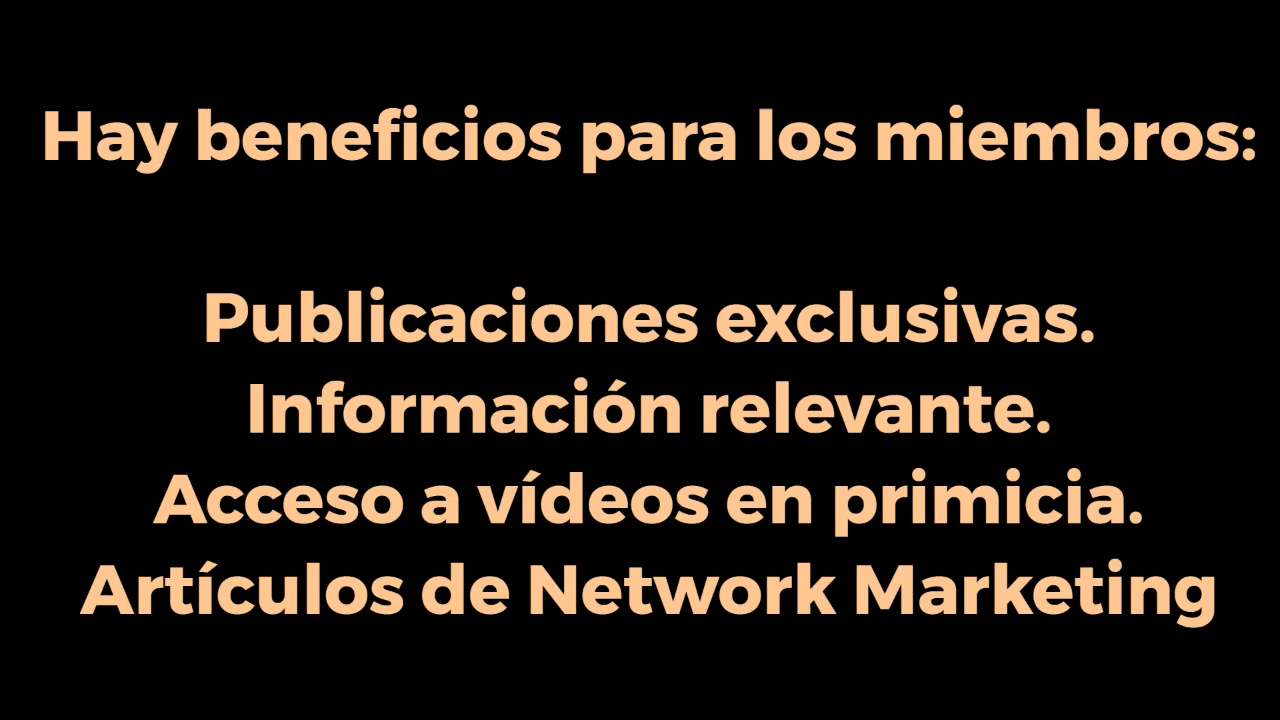 Hay beneficios para los miembros:
Publicaciones exclusivas.
Información relevante.
Acceso a vídeos en primicia.
Artículos de Network Marketing